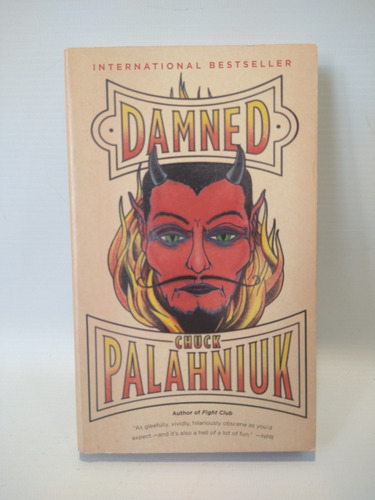 INTERNATIONAL BESTSELLER
DAMNED
CHUCK
PALAHNIUK
Author of Fight Club
"As gleefully, vividly, hilariously obscene as you'd
expect.—and it's also a hell of a lot of fun." —NPR